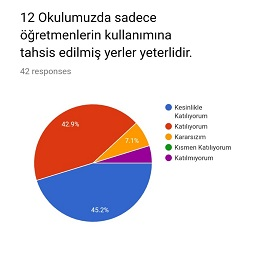 12 Okulumuzda sadece
öğretmenlerin kullanımına
tahsis edilmiş yerler yeterlidir.
42 responses
Kesinlikle
Katılıyorum
Katılıyorum
Kararsızım
Kısmen Katılıyorum
Katılmıyorum
42.9%
7.1%
45.2%